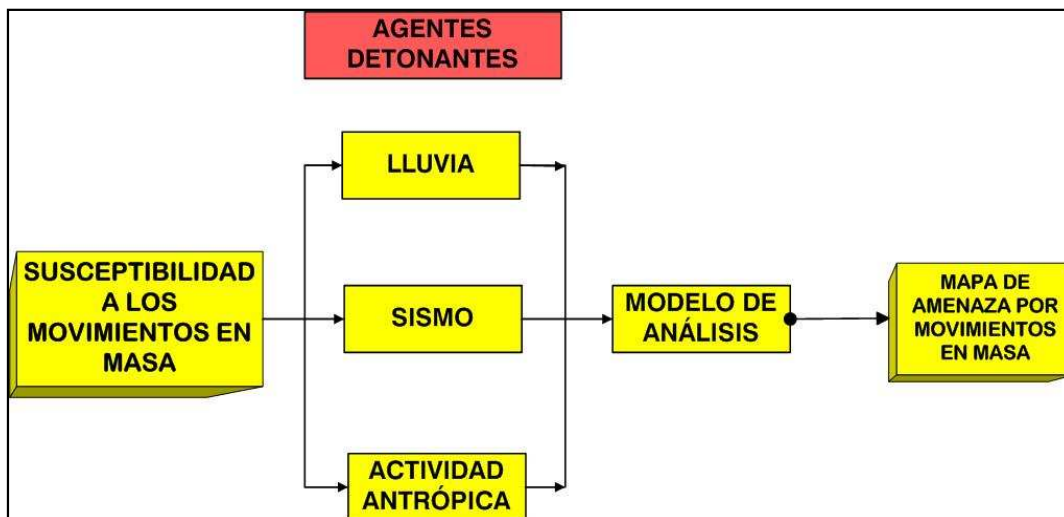 AGENTES
DETONANTES
LLUVIA
SUSCEPTIBILIDAD
A LOS
MOVIMIENTOS EN
MASA
SISMO
MODELO DE
ANÁLISIS
MAPA DE
AMENAZA POR
MOVIMIENTOS
EN MASA
ACTIVIDAD
ANTRÓPICA